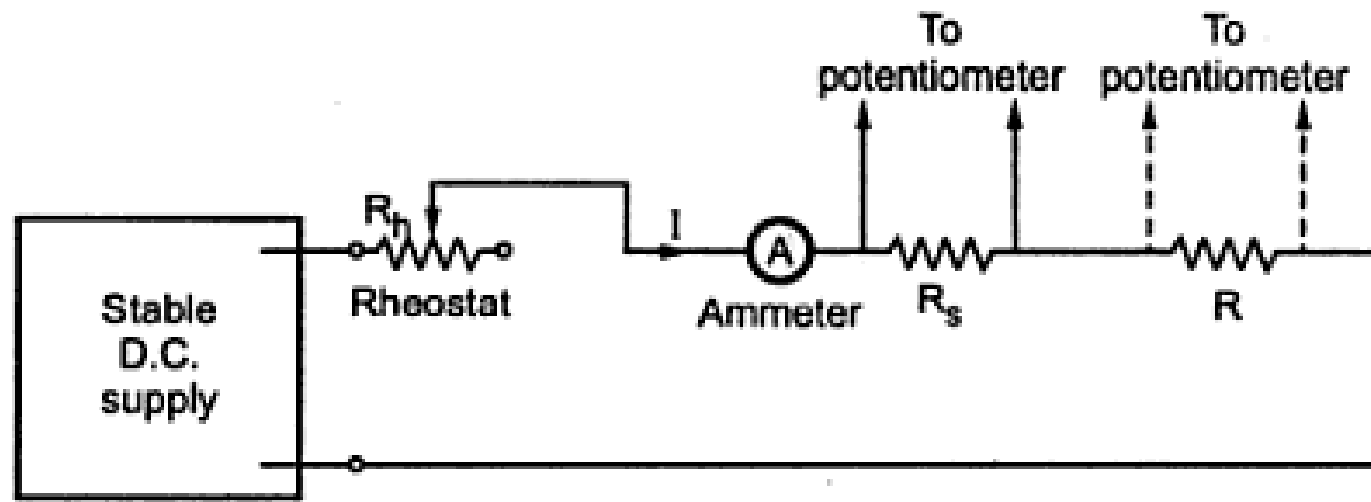 To
potentiometer
To
potentiometer
Rh
I
A
Rheostat
Ammeter
Rs
R
Stable
D.C.
supply